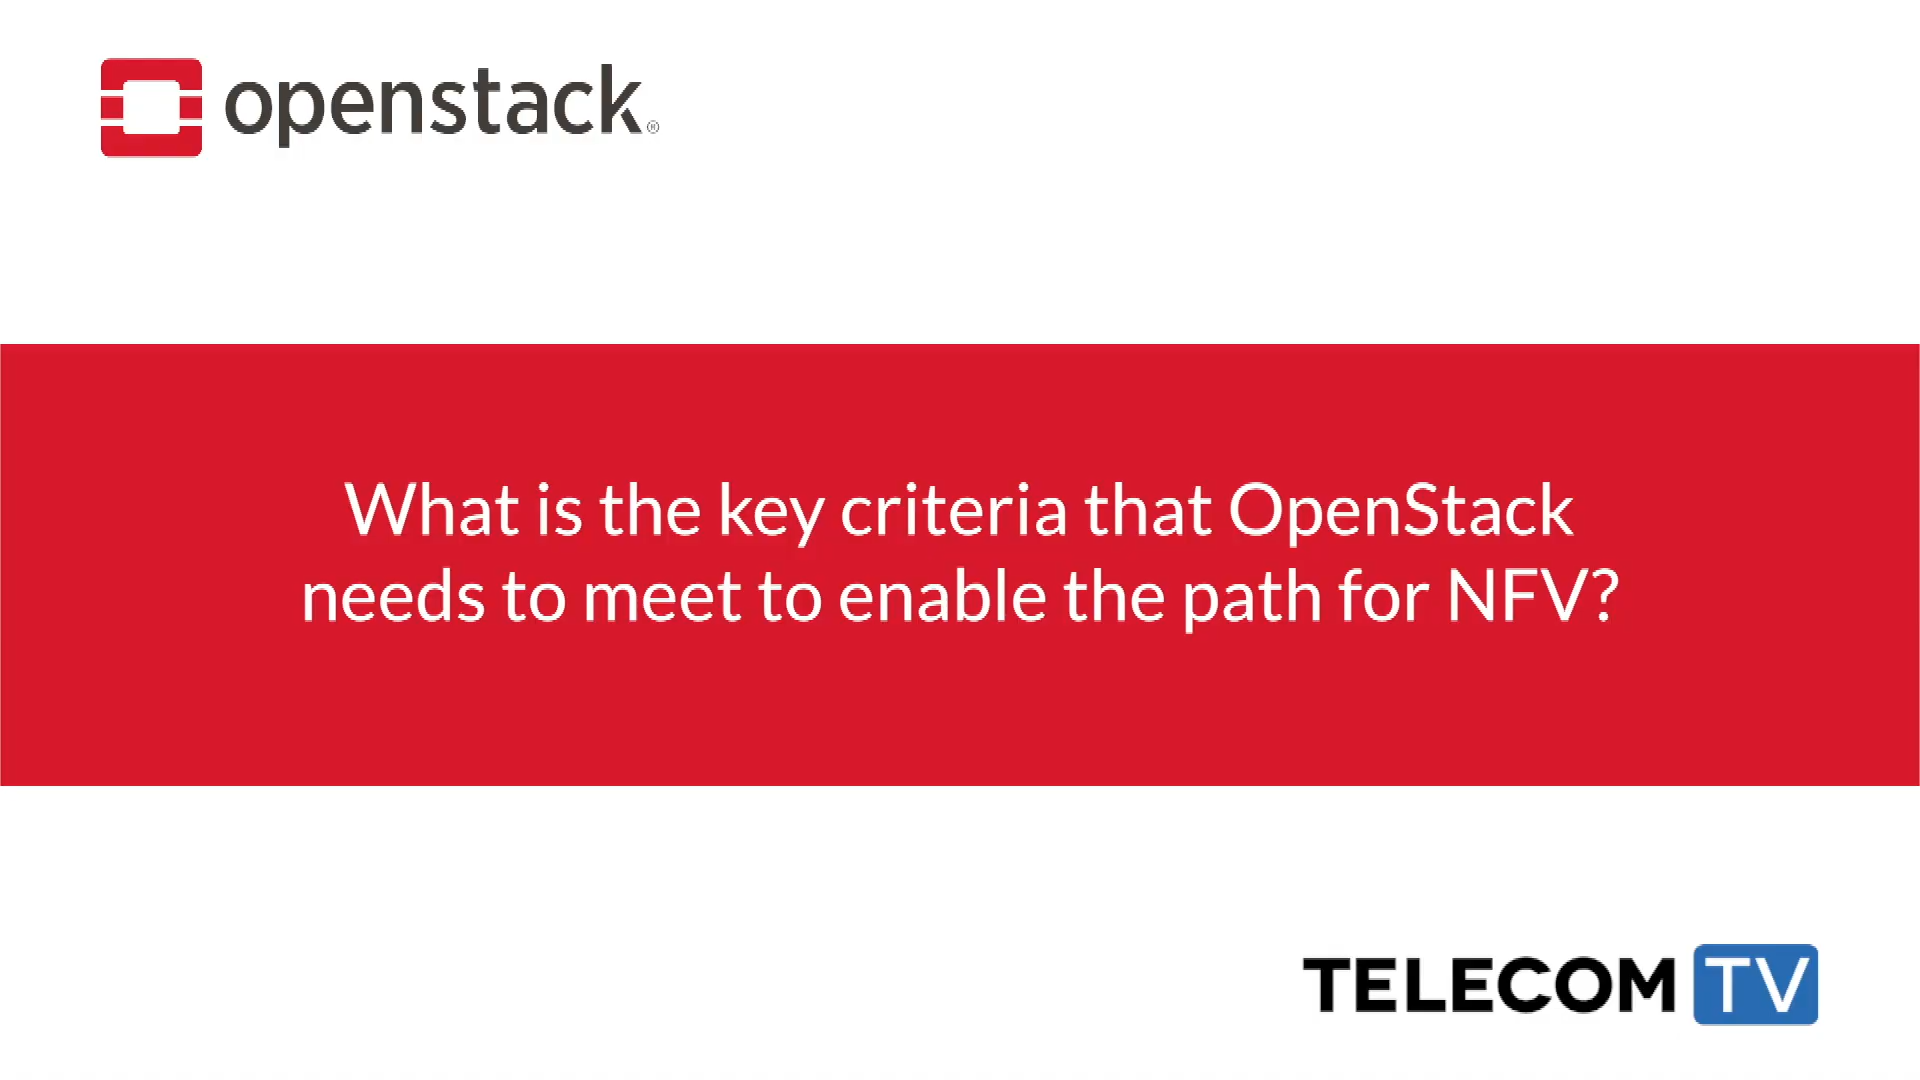 openstack®
What is the key criteria that OpenStack
needs to meet to enable the path for NFV?
TELECOM TV